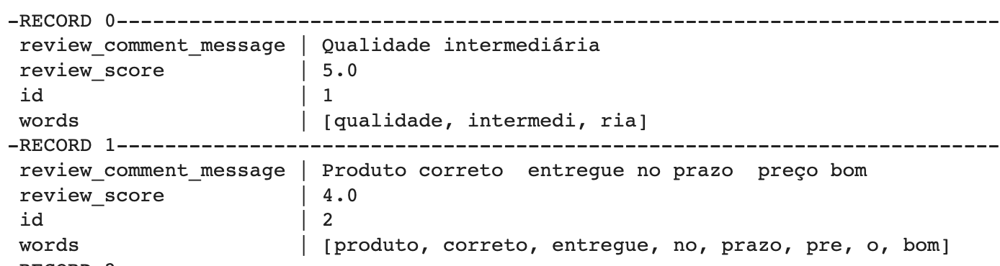 -RECORD 0-------------------------------------------------------------------------
review_comment_message | Qualidade intermediária
review_score | 5.0
id | 1
words | [qualidade, intermedi, ria]
-RECORD 1-------------------------------------------------------------------------
review_comment_message | Produto correto  entregue no prazo  preço bom
review_score | 4.0
id | 2
words | [produto, correto, entregue, no, prazo, pre, o, bom]